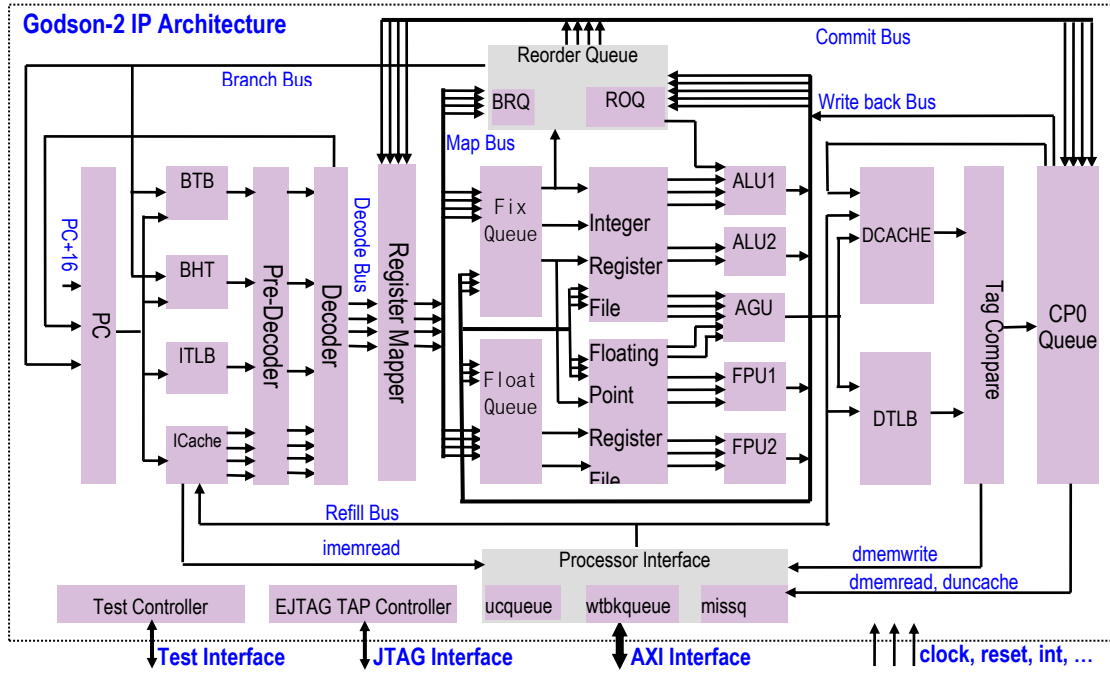 Godson-2 IP Architecture
Commit Bus
Reorder Queue
Branch Bus
BRQ
ROQ
Write back Bus
Map Bus
BTB
BHT
ITLB
ICache
PC+16
PC
Pre-Decoder
Decoder
Decode Bus
Register Mapper
Fix
Queue
Float
Queue
Integer
Register
File
Floating
Point
Register
File
ALU1
ALU2
AGU
FPU1
FPU2
DCACHE
DTLB
Tag Compare
CP0
Queue
Refill Bus
imemread
Processor Interface
dmemwrite
dmemread, duncache
ucqueue
wtbkqueue
missq
Test Controller
EJTAG TAP Controller
Test Interface
JTAG Interface
AXI Interface
clock, reset, int, …